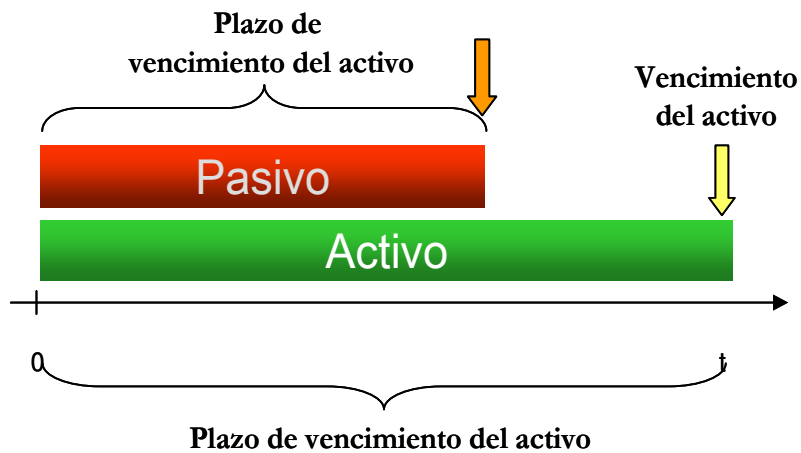 Plazo de
vencimiento del activo
Vencimiento
del activo
Pasivo
Activo
0
t
Plazo de vencimiento del activo